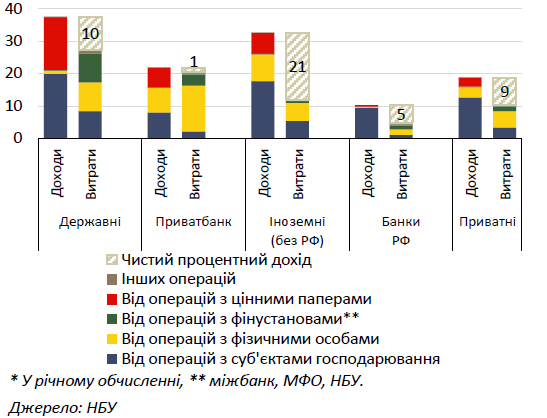 40
30
20
10
0
10
1
21
5
9
Доходи
Витрати
Доходи
Витрати
Доходи
Витрати
Доходи
Витрати
Доходи
Витрати
Державні
Приватбанк
Іноземні
(без РФ)
Банки
РФ
Приватні
Чистий процентний дохід
Інших операцій
Від операцій з цінними паперами
Від операцій з фінустановами**
Від операцій з фізичними особами
Від операцій з суб'єктами господарювання
* У річному обчисленні, ** міжбанк, МФО, НБУ.
Джерело: НБУ